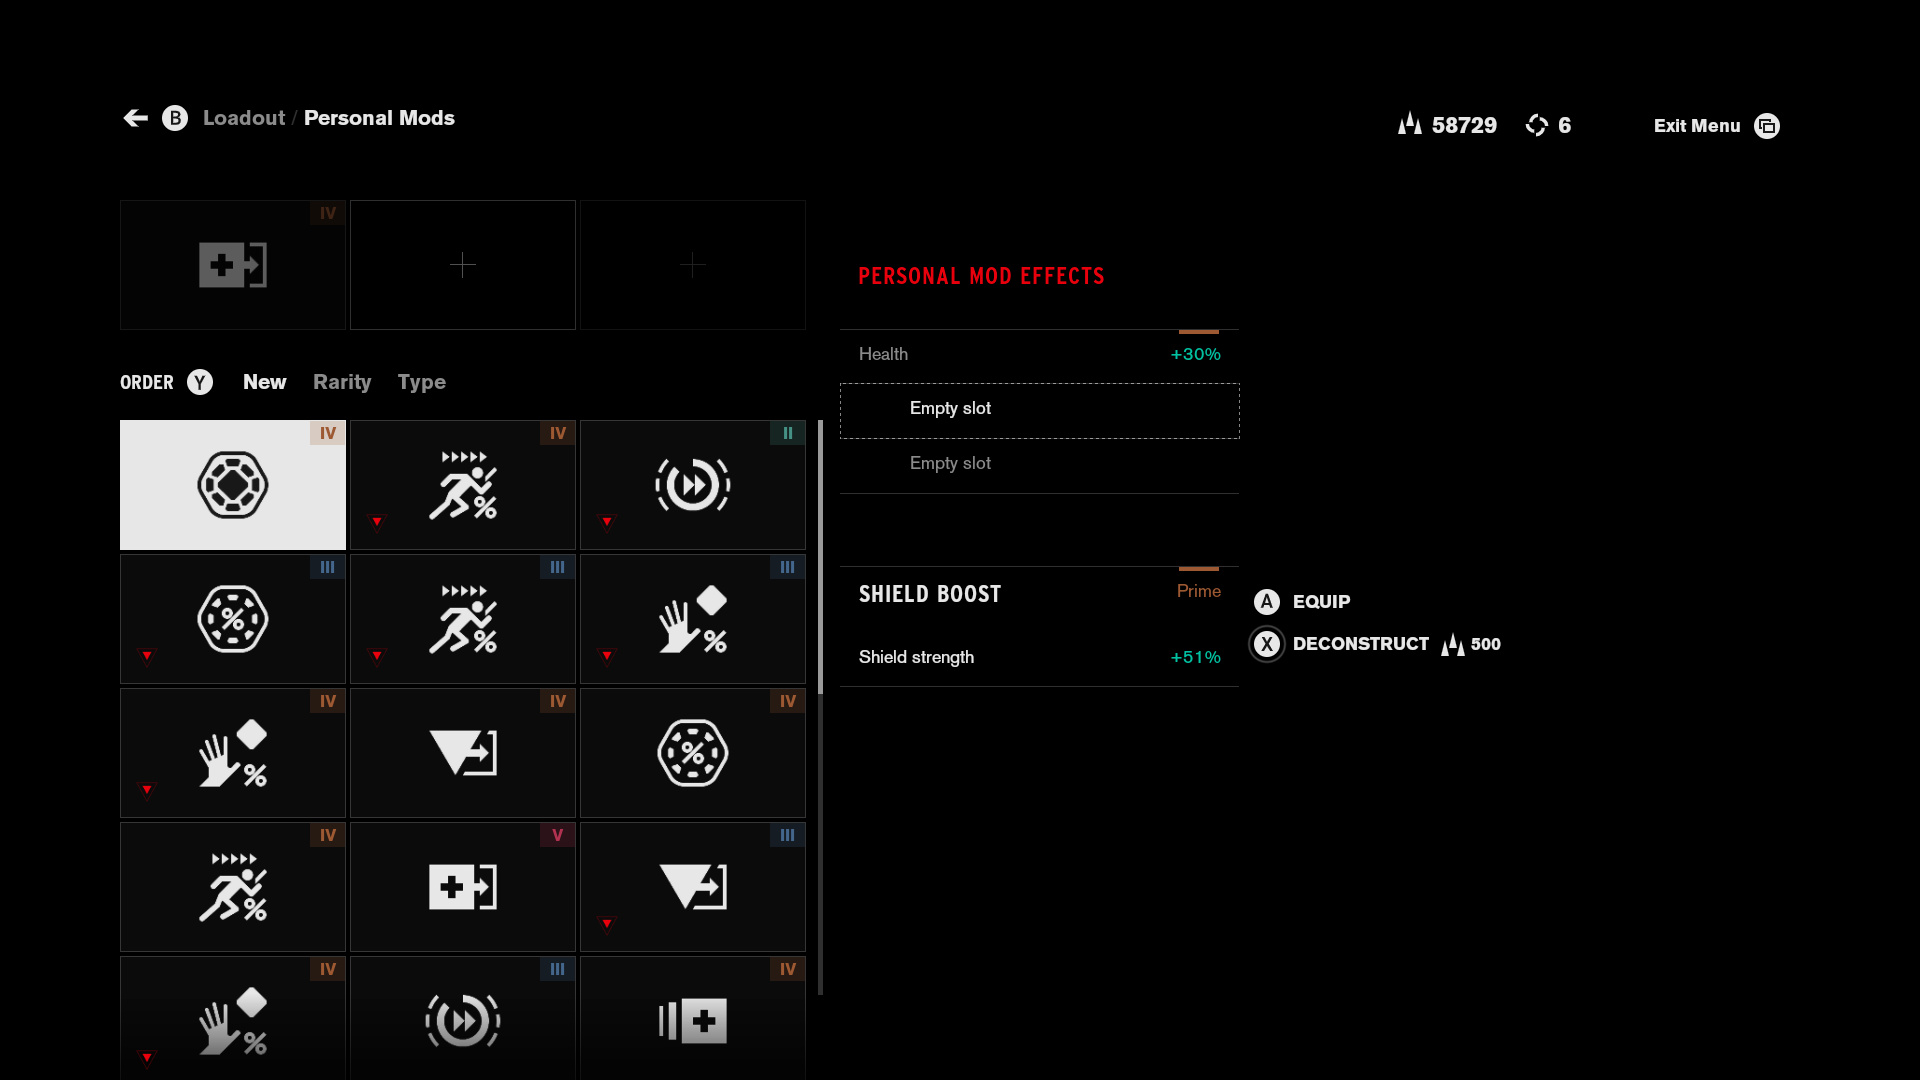 B Loadout / Personal Mods
58729 6 Exit Menu
IV
PERSONAL MOD EFFECTS
Health +30%
Empty slot
Empty slot
ORDER Y New Rarity Type
IV IV II
III III III
IV IV IV
IV V III
IV III IV
SHIELD BOOST Prime
Shield strength +51%
A EQUIP
X DECONSTRUCT 500